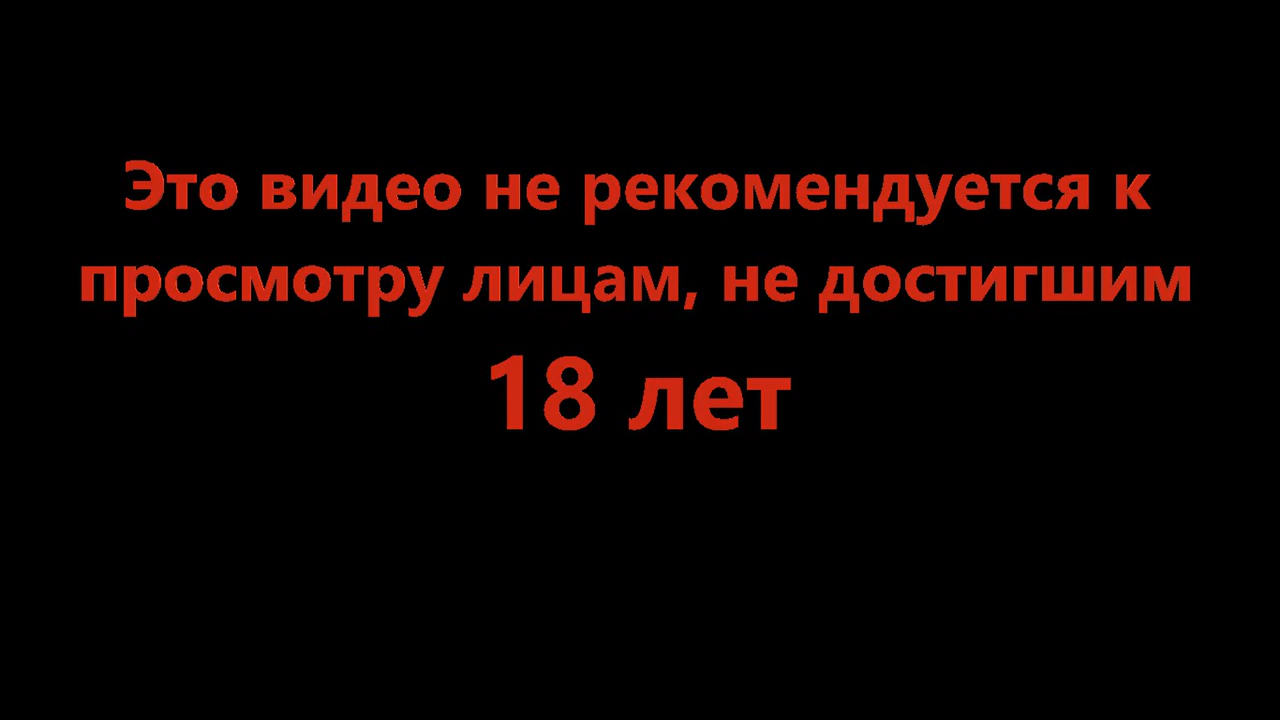 Это видео не рекомендуется к
просмотру лицам, не достигшим
18 лет